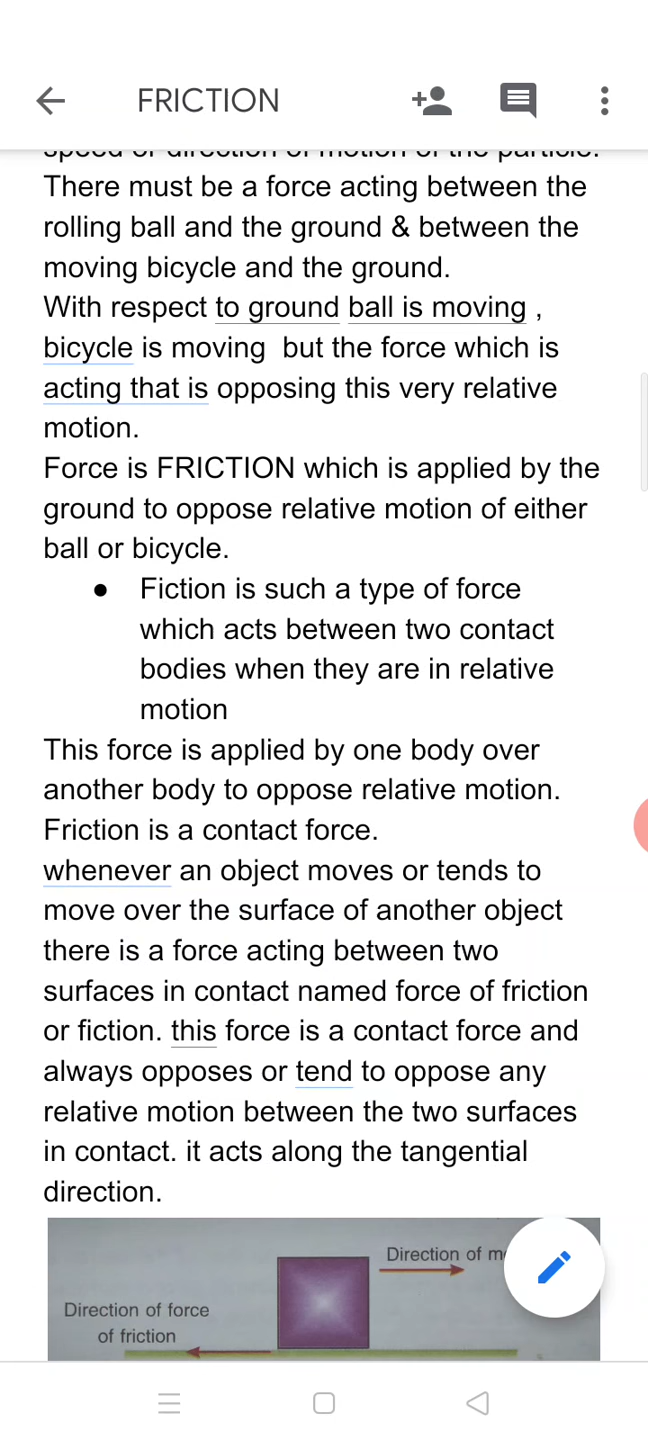 FRICTION
speed or direction of motion of the particle.
There must be a force acting between the
rolling ball and the ground & between the
moving bicycle and the ground.
With respect to ground ball is moving ,
bicycle is moving  but the force which is
acting that is opposing this very relative
motion.
Force is FRICTION which is applied by the
ground to oppose relative motion of either
ball or bicycle.
● Fiction is such a type of force
which acts between two contact
bodies when they are in relative
motion
This force is applied by one body over
another body to oppose relative motion.
Friction is a contact force.
whenever an object moves or tends to
move over the surface of another object
there is a force acting between two
surfaces in contact named force of friction
or fiction. this force is a contact force and
always opposes or tend to oppose any
relative motion between the two surfaces
in contact. it acts along the tangential
direction.
Direction of m
Direction of force
of friction